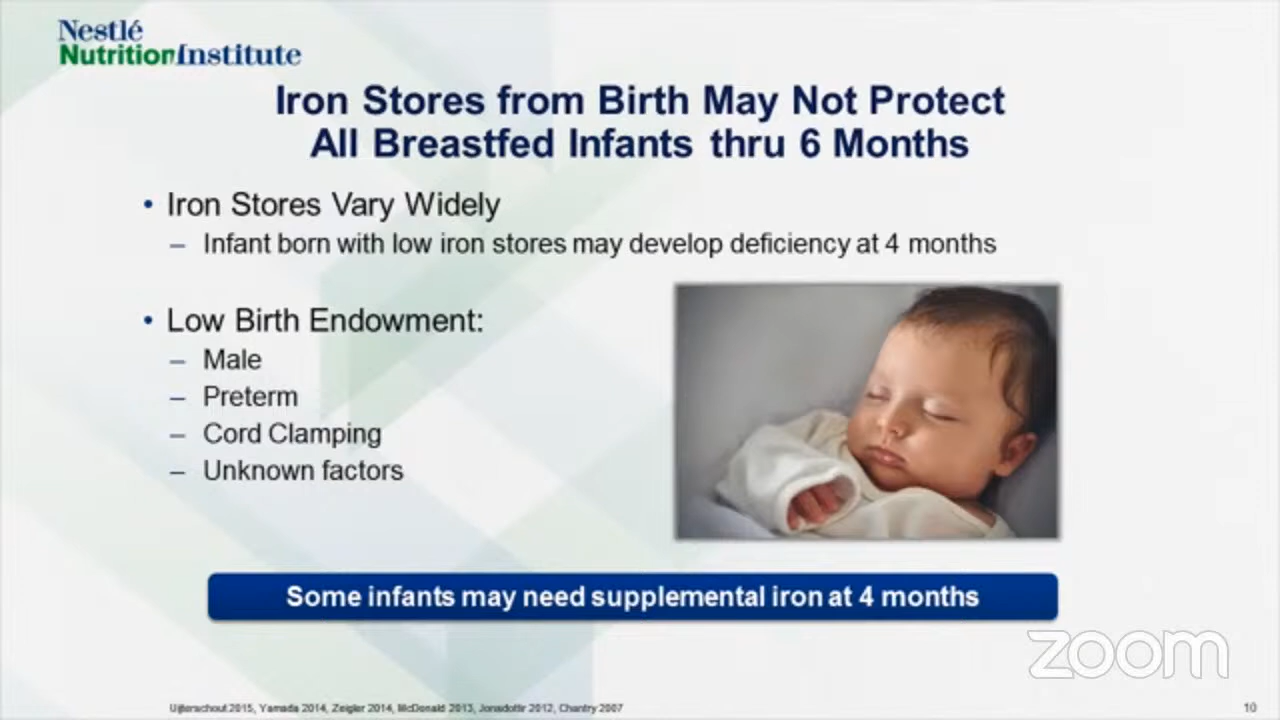 Nestlé
NutritionInstitute
Iron Stores from Birth May Not Protect
All Breastfed Infants thru 6 Months
• Iron Stores Vary Widely
– Infant born with low iron stores may develop deficiency at 4 months
• Low Birth Endowment:
– Male
– Preterm
– Cord Clamping
– Unknown factors
Some infants may need supplemental iron at 4 months
zoom
2015, Yamada 2014, Zeigler 2014, McDonald 2013, Jonsdottir 2012, Chantry 2007
10